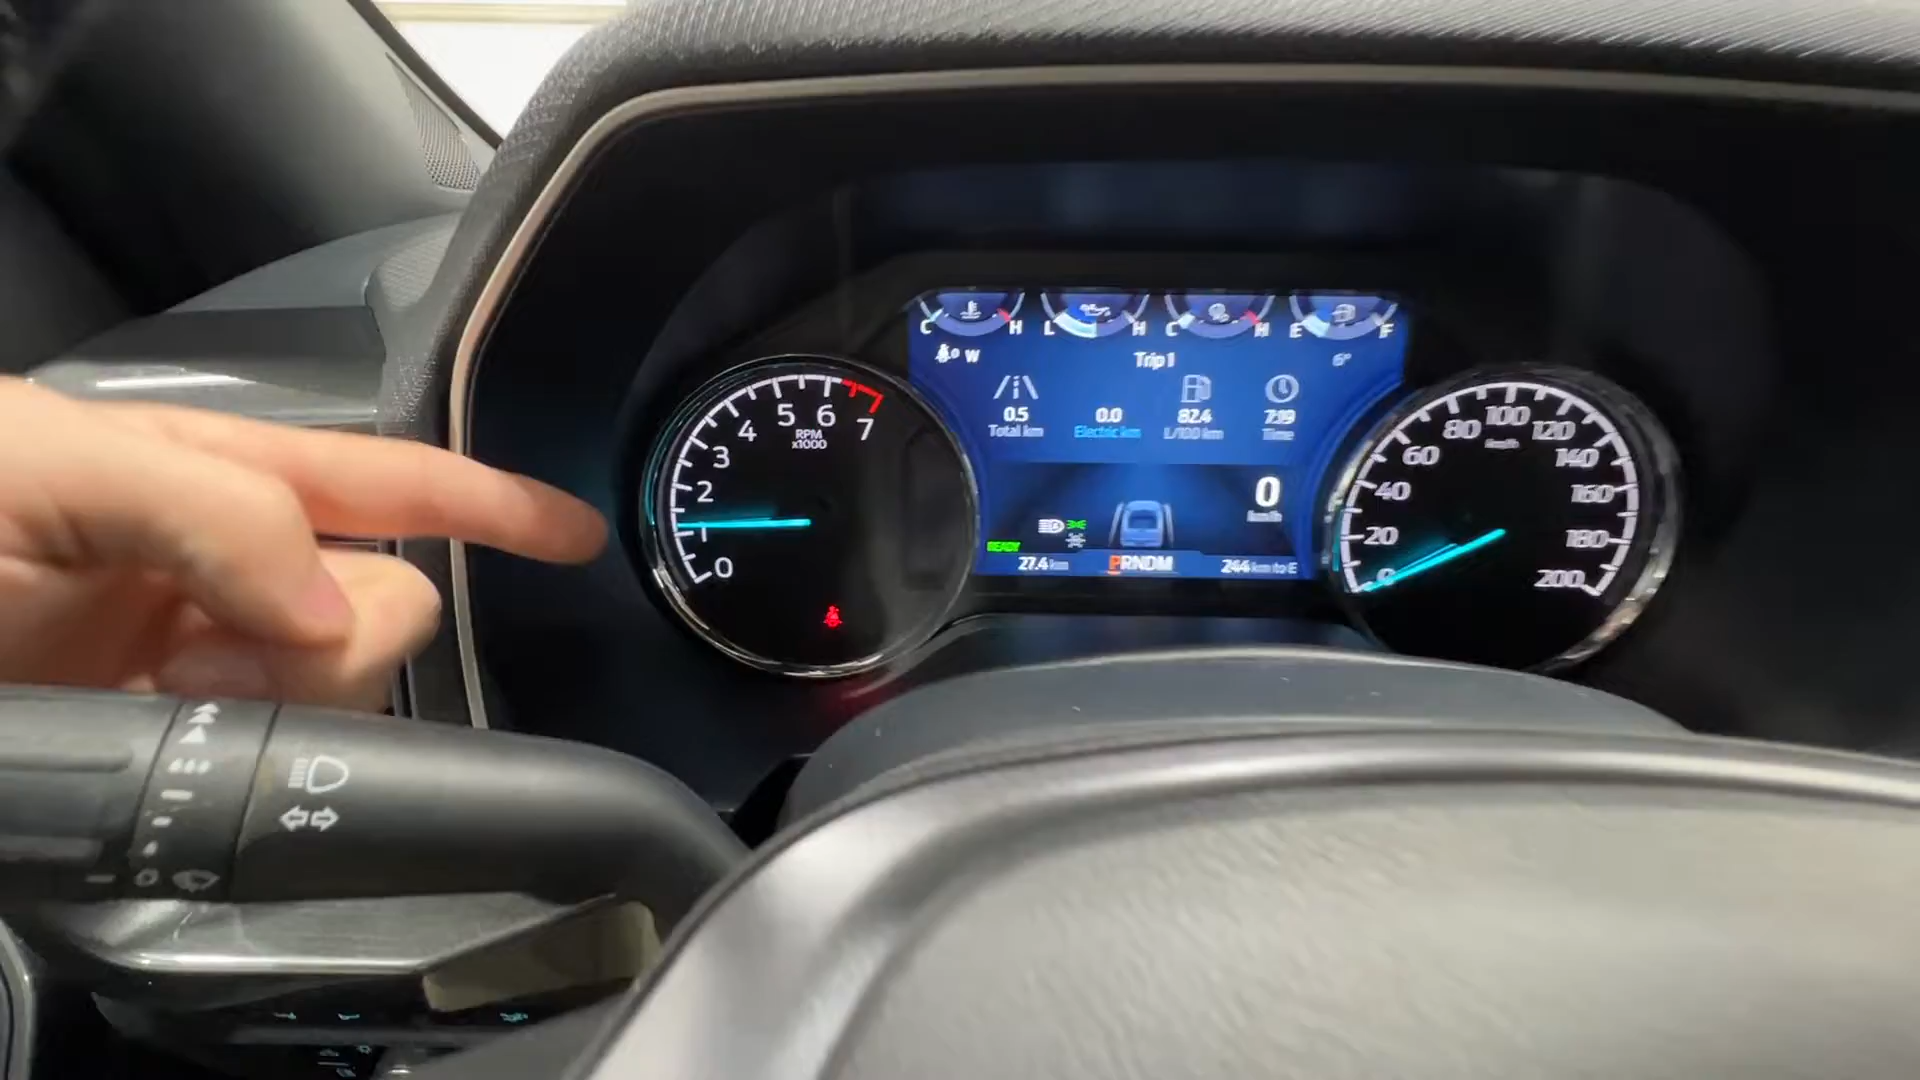 C H L H C H E F
W Trip 1 6°
0.5 0.0 82.4 7:19
Total km Electric km L/100 km Time
0 1 2 3 4 5 6 7
RPM
x1000
0
km/h
READY
27.4 km PRNDM 244 km to E
0 20 40 60 80 100 120 140 160 180 200
km/h